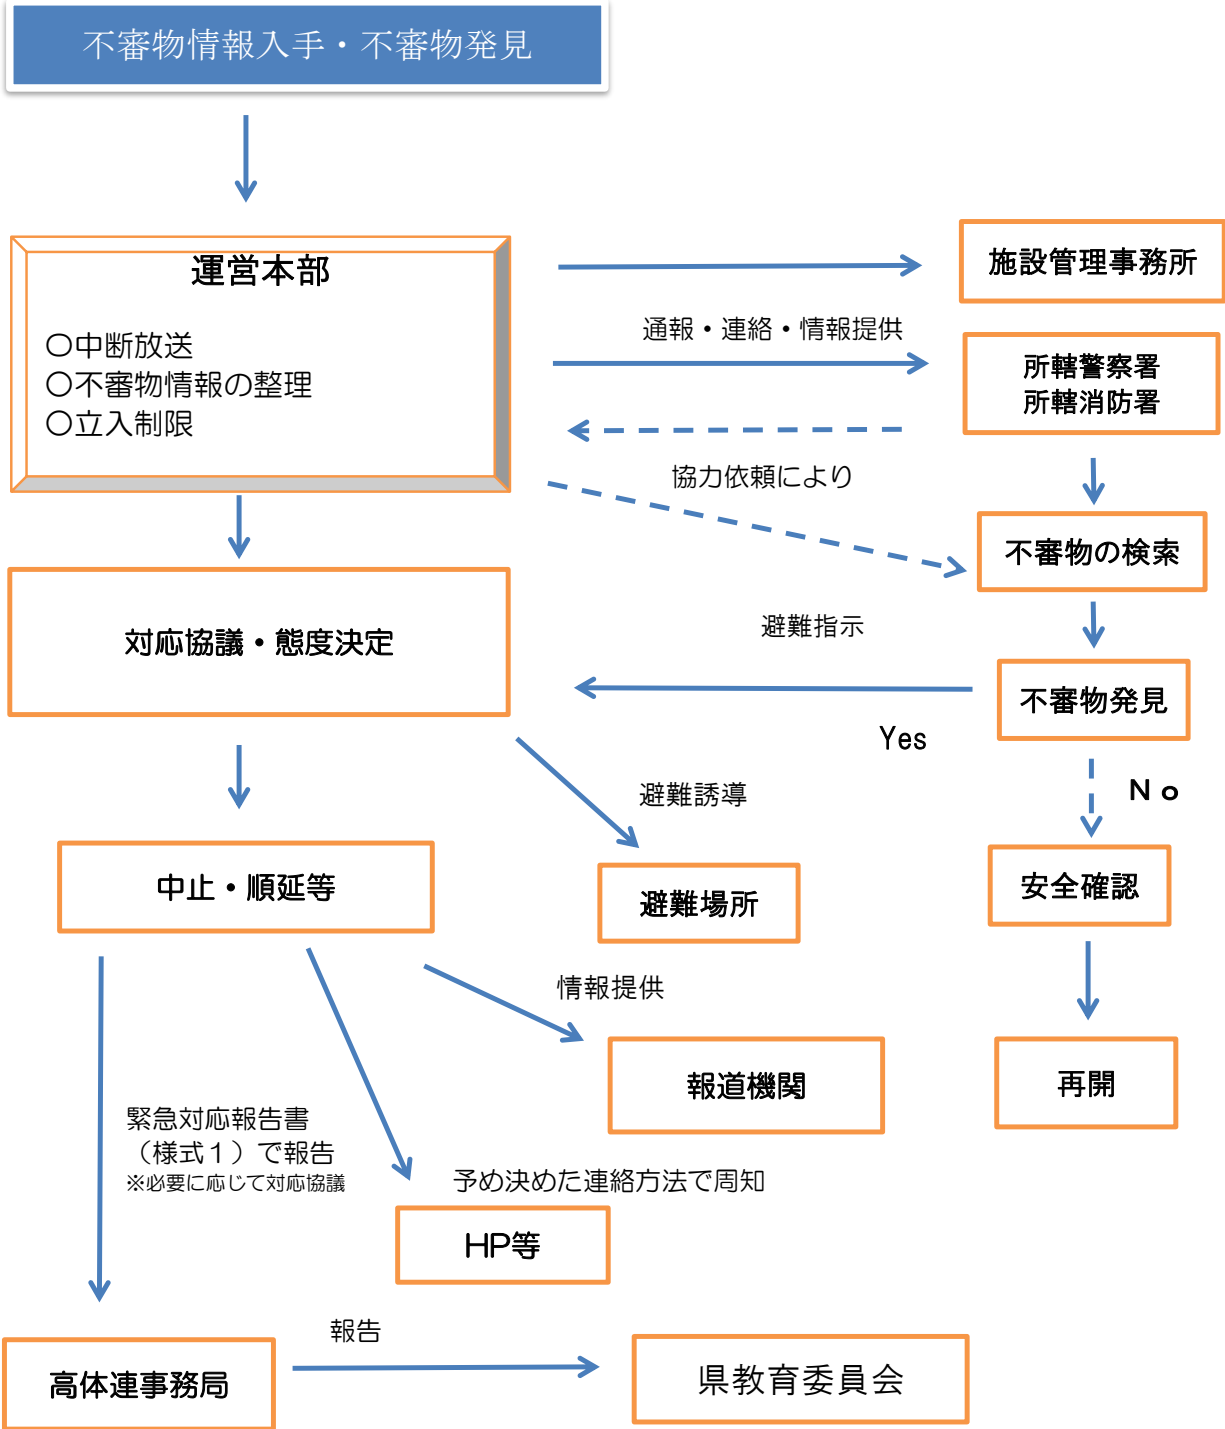 不審物情報入手・不審物発見
運営本部
〇中断放送
〇不審物情報の整理
〇立入制限
施設管理事務所
通報・連絡・情報提供
所轄警察署
所轄消防署
協力依頼により
不審物の検索
対応協議・態度決定
避難指示
不審物発見
Yes
Ｎｏ
避難誘導
中止・順延等
避難場所
安全確認
情報提供
報道機関
再開
緊急対応報告書
（様式１）で報告
※必要に応じて対応協議
予め決めた連絡方法で周知
HP等
報告
高体連事務局
県教育委員会